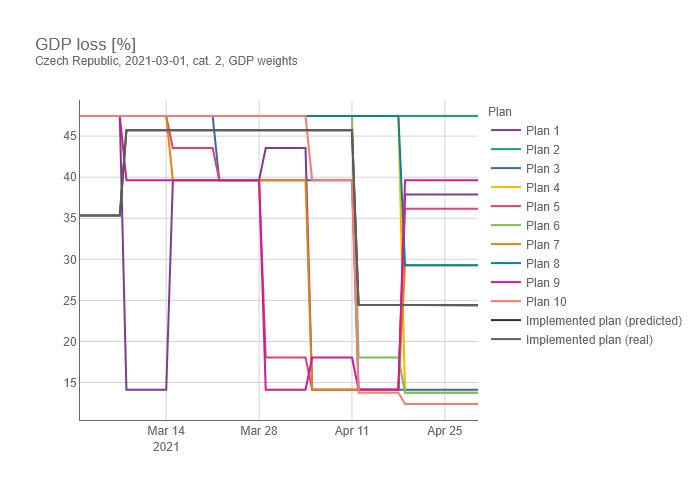 GDP loss [%]
Czech Republic, 2021-03-01, cat. 2, GDP weights
45
40
35
30
25
20
15
Mar 14
2021
Mar 28
Apr 11
Apr 25
Plan
Plan 1
Plan 2
Plan 3
Plan 4
Plan 5
Plan 6
Plan 7
Plan 8
Plan 9
Plan 10
Implemented plan (predicted)
Implemented plan (real)